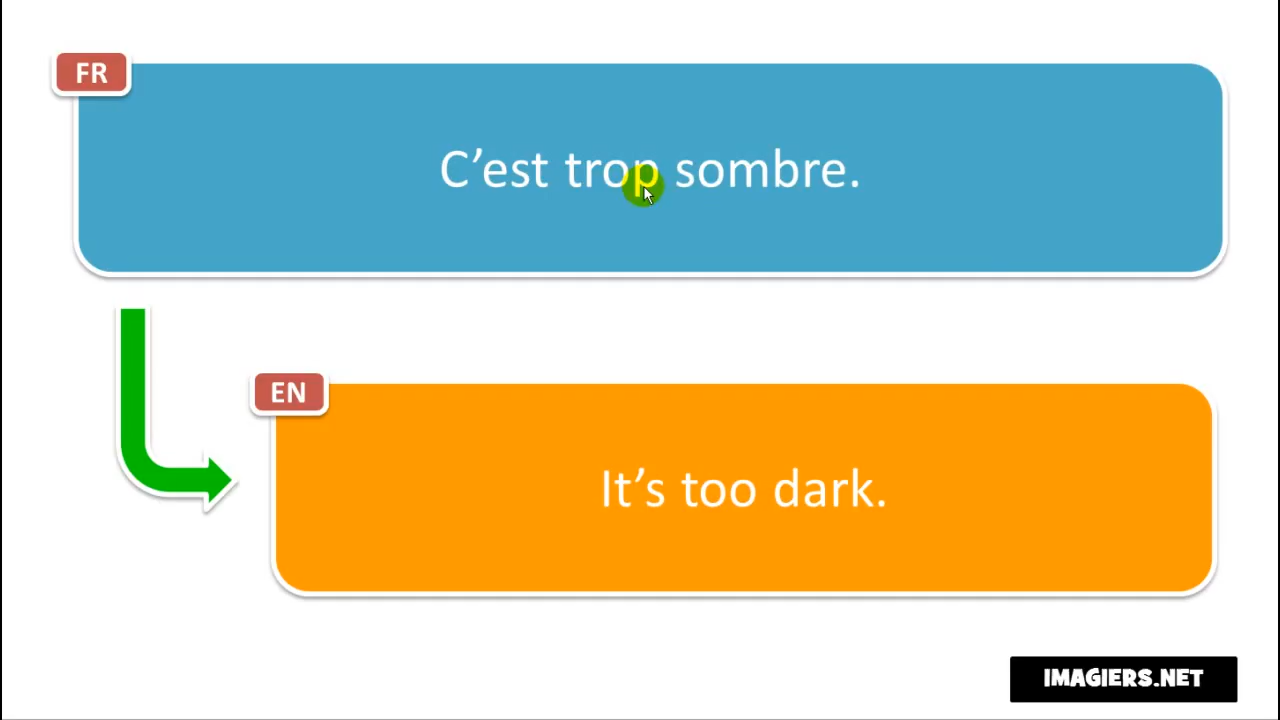 FR
C’est trop sombre.
EN
It’s too dark.
IMAGIERS.NET